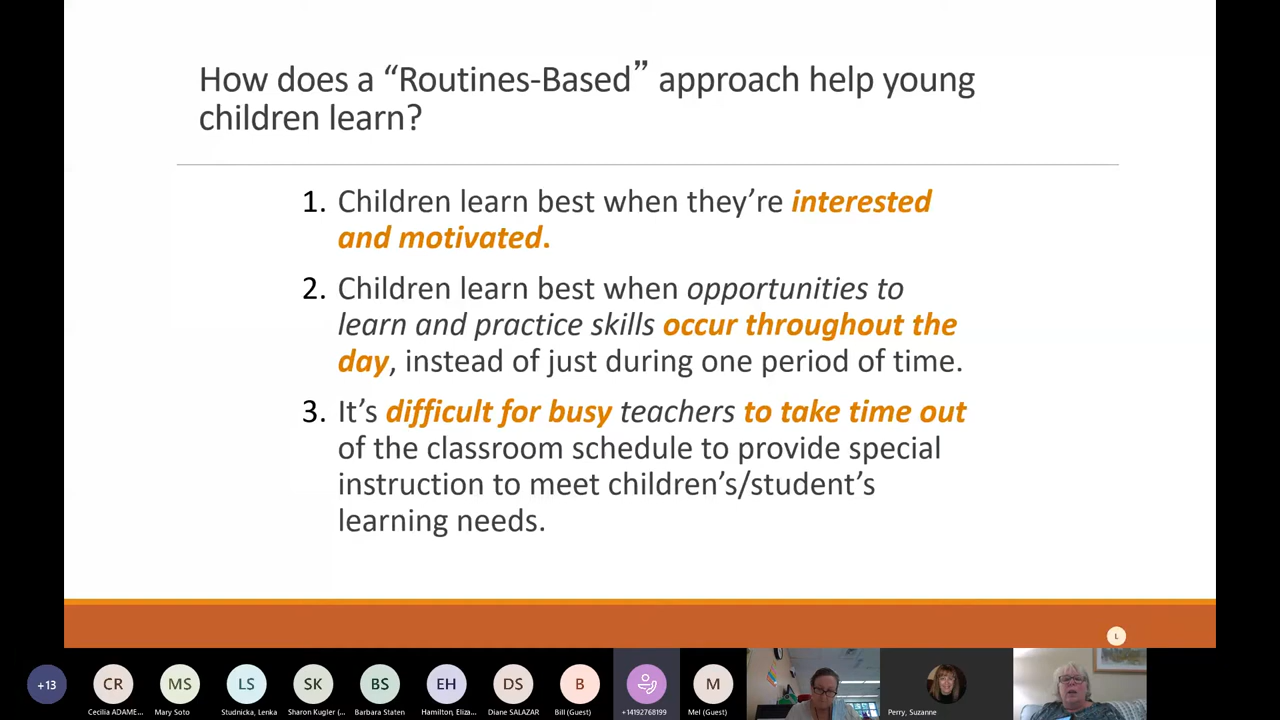 How does a “Routines-Based” approach help young
children learn?
1. Children learn best when they’re interested
and motivated.
2. Children learn best when opportunities to
learn and practice skills occur throughout the
day, instead of just during one period of time.
3. It’s difficult for busy teachers to take time out
of the classroom schedule to provide special
instruction to meet children’s/student’s
learning needs.
L
+13
CR
MS
LS
SK
BS
EH
DS
B
M
Cecilia ADAME...
Mary Soto
Studnicka, Lenka
Sharon Kugler (...
Barbara Staten
Hamilton, Eliza...
Diane SALAZAR
Bill (Guest)
+14192768199
Mel (Guest)
Perry, Suzanne